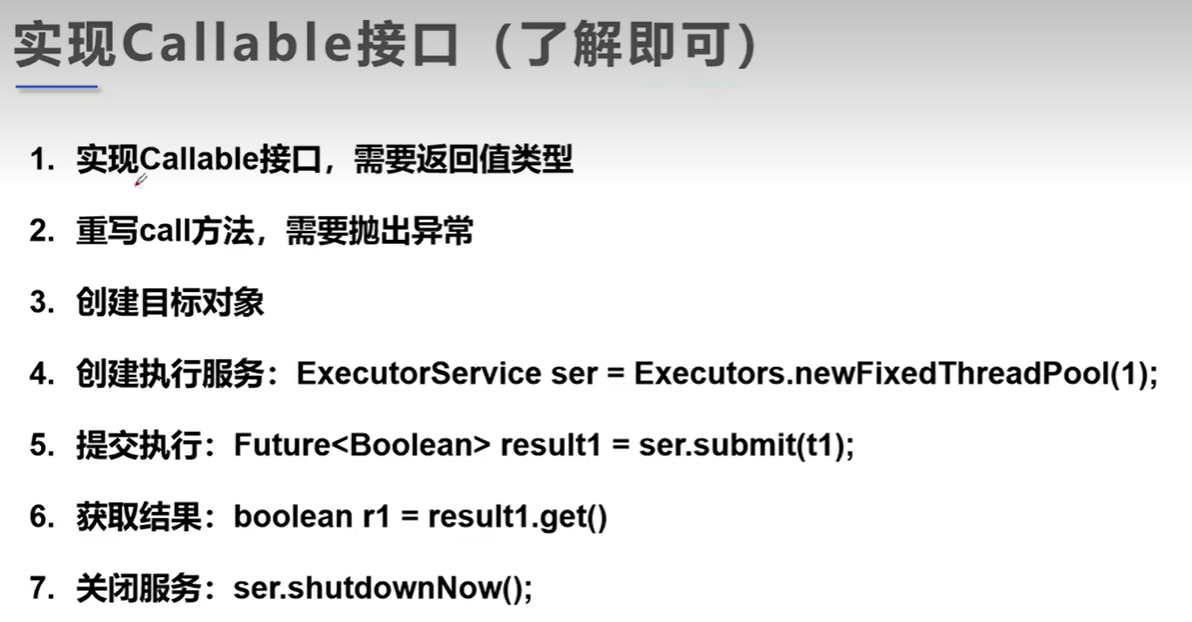 实现Callable接口（了解即可）
1. 实现Callable接口，需要返回值类型
2. 重写call方法，需要抛出异常
3. 创建目标对象
4. 创建执行服务：ExecutorService ser = Executors.newFixedThreadPool(1);
5. 提交执行：Future<Boolean> result1 = ser.submit(t1);
6. 获取结果：boolean r1 = result1.get()
7. 关闭服务：ser.shutdownNow();